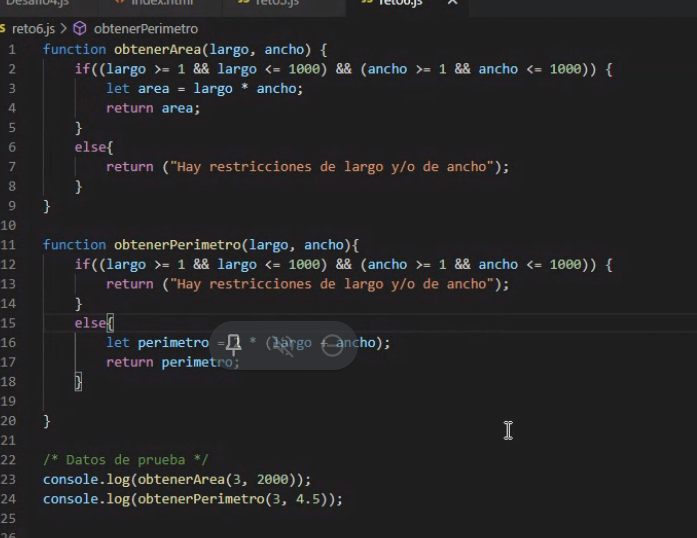 Desafio4.js index.html reto5.js reto6.js
reto6.js > obtenerPerimetro
1 function obtenerArea(largo, ancho) {
2 if((largo >= 1 && largo <= 1000) && (ancho >= 1 && ancho <= 1000)) {
3 let area = largo * ancho;
4 return area;
5 }
6 else{
7 return ("Hay restricciones de largo y/o de ancho");
8 }
9 }
10
11 function obtenerPerimetro(largo, ancho){
12 if((largo >= 1 && largo <= 1000) && (ancho >= 1 && ancho <= 1000)) {
13 return ("Hay restricciones de largo y/o de ancho");
14 }
15 else{
16 let perimetro = 2 * (largo + ancho);
17 return perimetro;
18 }
19
20 }
21
22 /* Datos de prueba */
23 console.log(obtenerArea(3, 2000));
24 console.log(obtenerPerimetro(3, 4.5));
25
26